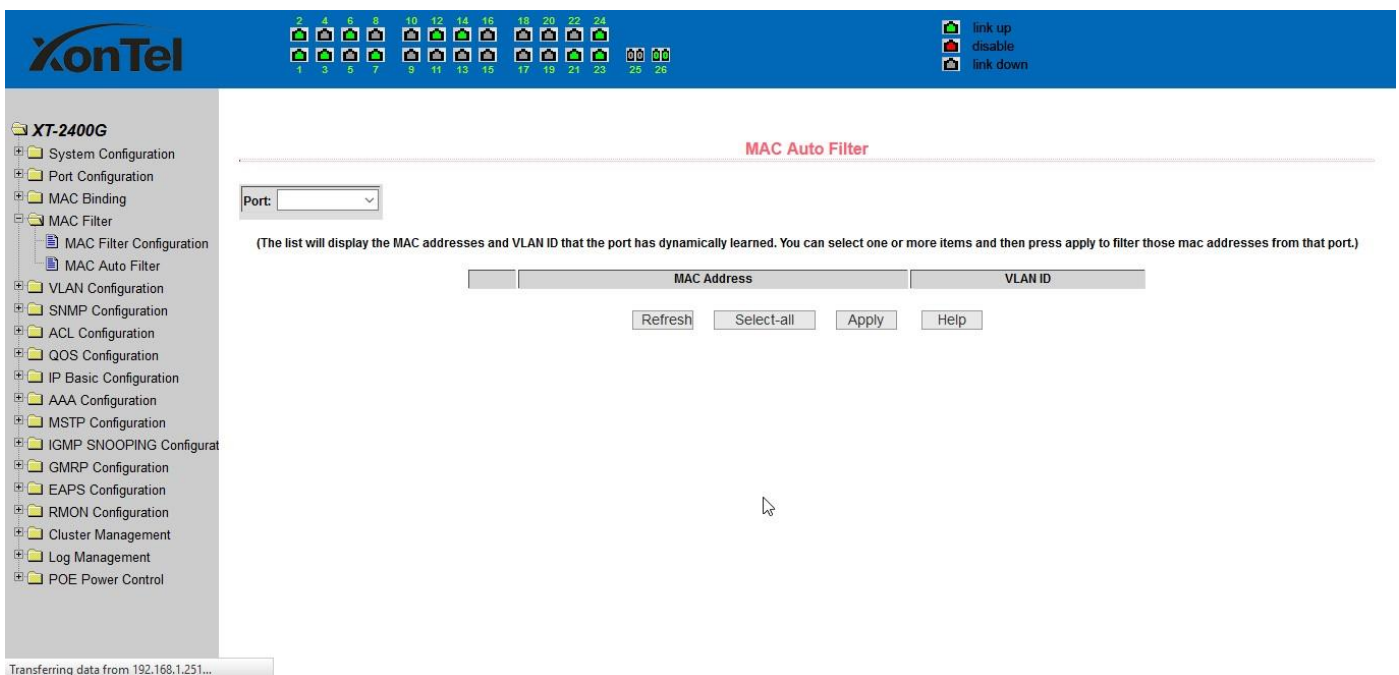 XonTel
2 4 6 8 10 12 14 16 18 20 22 24
1 3 5 7 9 11 13 15 17 19 21 23 25 26
link up
disable
link down
XT-2400G
System Configuration
Port Configuration
MAC Binding
MAC Filter
MAC Filter Configuration
MAC Auto Filter
VLAN Configuration
SNMP Configuration
ACL Configuration
QOS Configuration
IP Basic Configuration
AAA Configuration
MSTP Configuration
IGMP SNOOPING Configurat
GMRP Configuration
EAPS Configuration
RMON Configuration
Cluster Management
Log Management
POE Power Control
MAC Auto Filter
Port:
(The list will display the MAC addresses and VLAN ID that the port has dynamically learned. You can select one or more items and then press apply to filter those mac addresses from that port.)
MAC Address VLAN ID
Refresh Select-all Apply Help
Transferring data from 192.168.1.251...